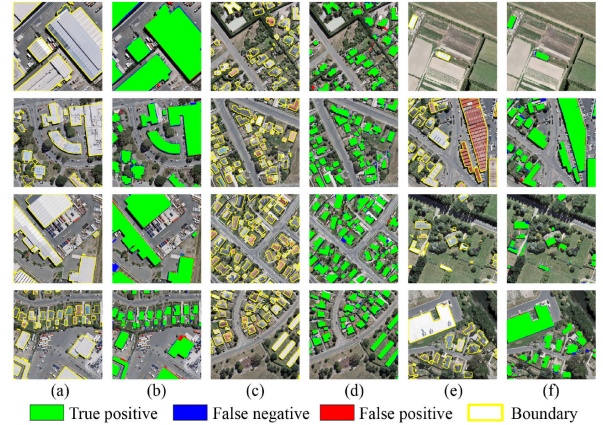 (a) (b) (c) (d) (e) (f)
True positive False negative False positive Boundary